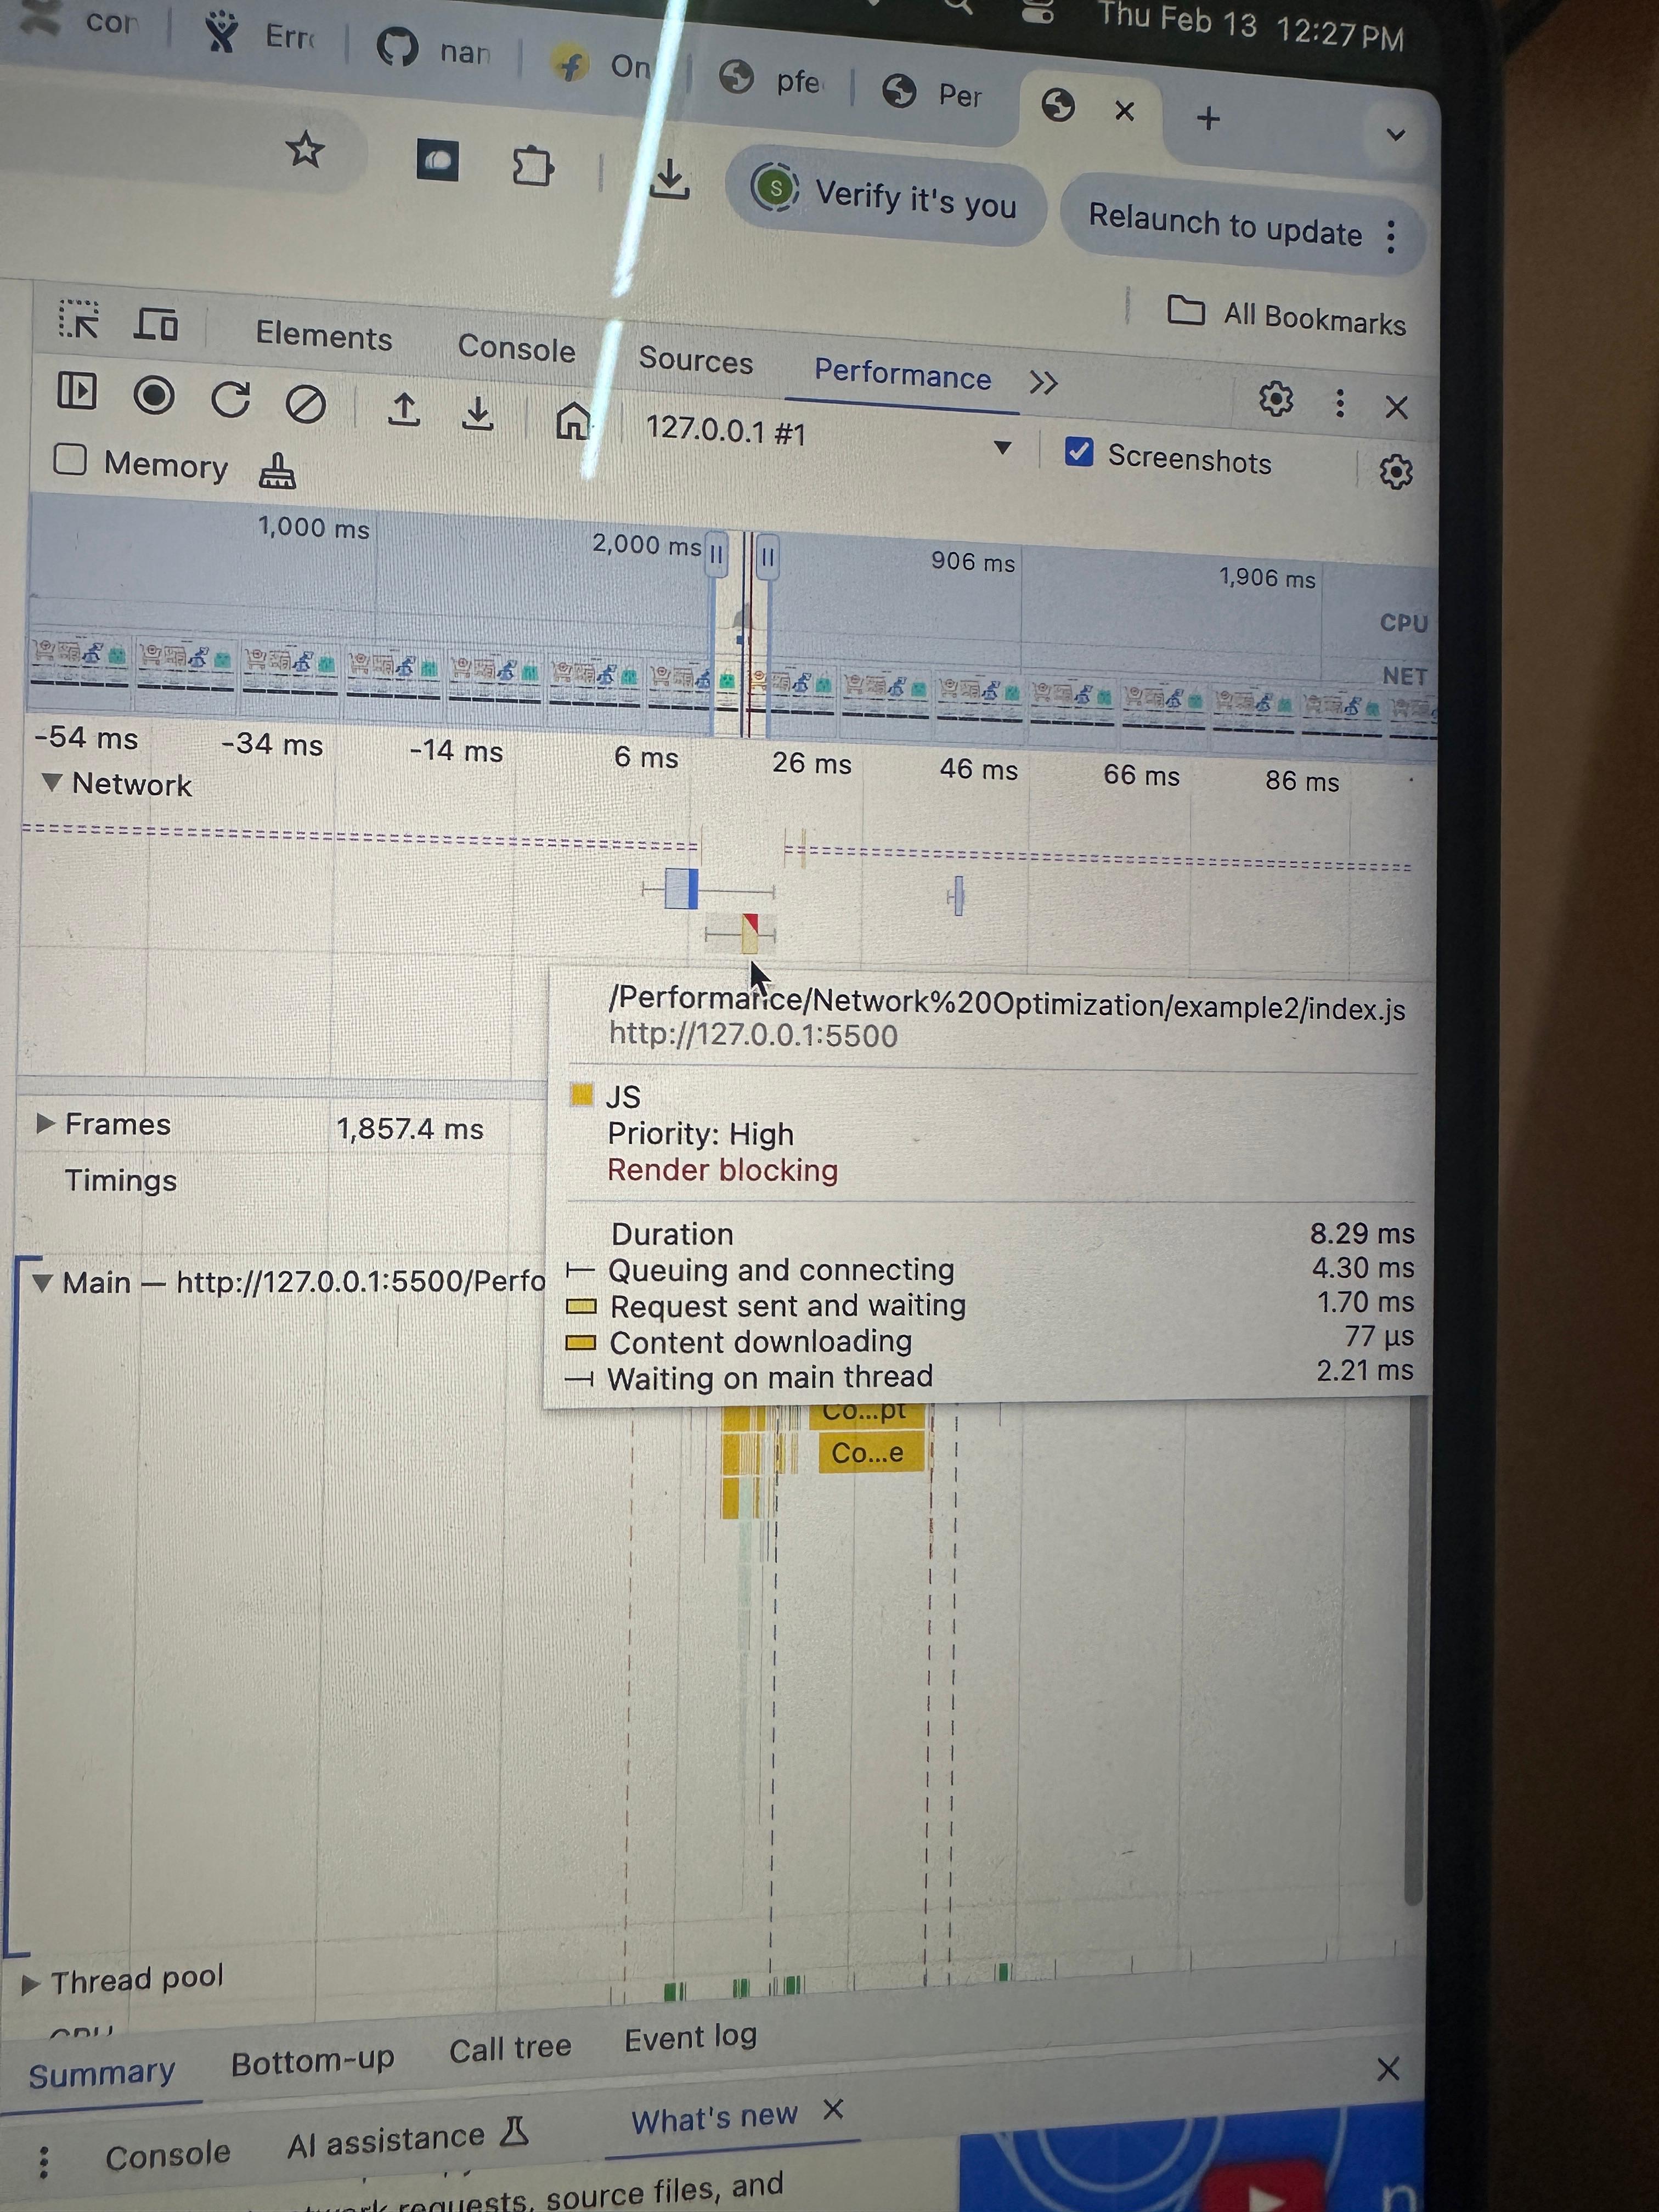 Thu Feb 13 12:27 PM
Erro
nan
On
pfe
Per
Verify it's you
Relaunch to update
All Bookmarks
Elements
Console
Sources
Performance
127.0.0.1 #1
Screenshots
Memory
1,000 ms
2,000 ms
906 ms
1,906 ms
CPU
NET
-54 ms
-34 ms
-14 ms
6 ms
26 ms
46 ms
66 ms
86 ms
Network
/Performance/Network%20Optimization/example2/index.js
http://127.0.0.1:5500
JS
Priority: High
Render blocking
Duration 8.29 ms
Queuing and connecting 4.30 ms
Request sent and waiting 1.70 ms
Content downloading 77 μs
Waiting on main thread 2.21 ms
Frames
1,857.4 ms
Timings
Main — http://127.0.0.1:5500/Perfo
Co...pt
Co...e
Thread pool
Summary
Bottom-up
Call tree
Event log
Console
AI assistance
What's new
requests, source files, and